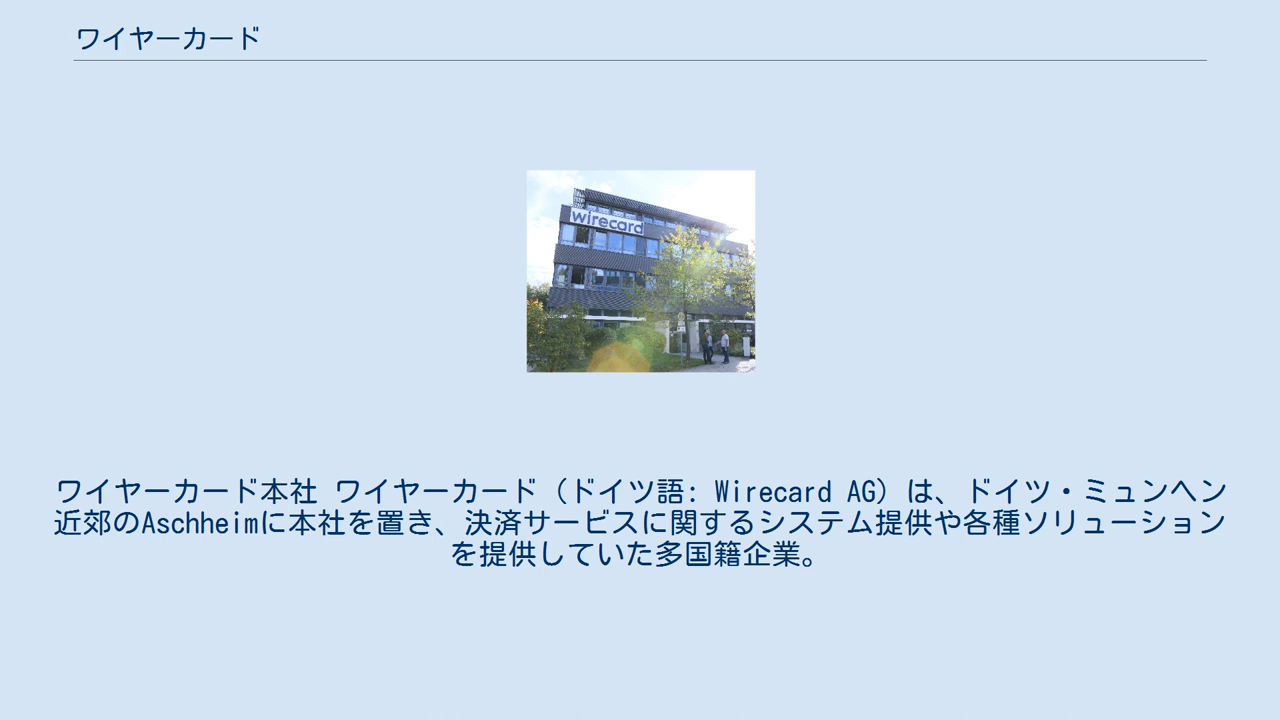 ワイヤーカード
wirecard
ワイヤーカード本社 ワイヤーカード（ドイツ語: Wirecard AG）は、ドイツ・ミュンヘン
近郊のAschheimに本社を置き、決済サービスに関するシステム提供や各種ソリューション
を提供していた多国籍企業。